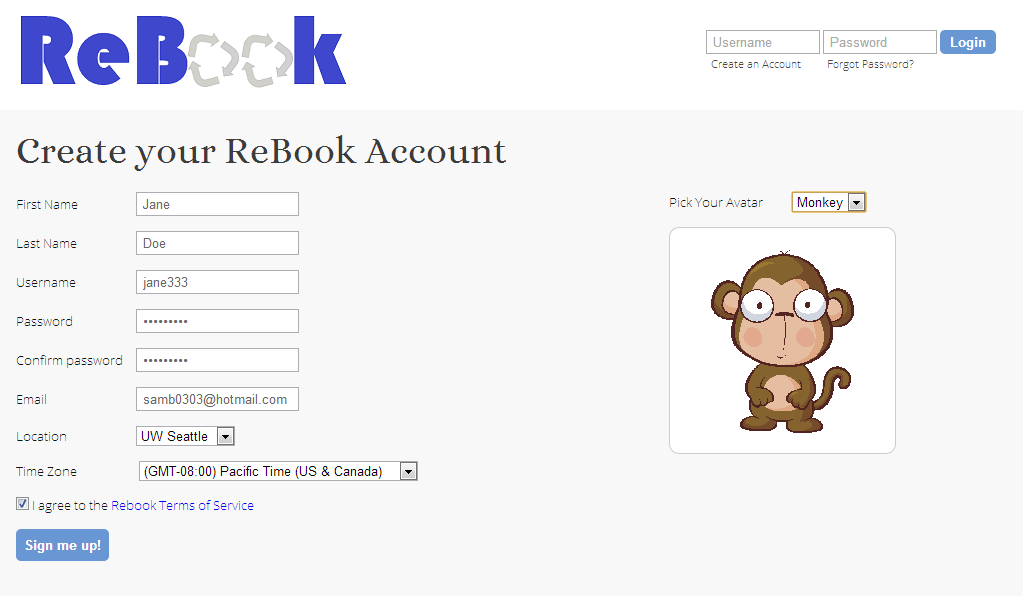 ReBook
Username Password Login
Create an Account Forgot Password?
Create your ReBook Account
First Name Jane
Last Name Doe
Username jane333
Password •••••••••
Confirm password •••••••••
Email samb0303@hotmail.com
Location UW Seattle
Time Zone (GMT-08:00) Pacific Time (US & Canada)
I agree to the Rebook Terms of Service
Sign me up!
Pick Your Avatar Monkey